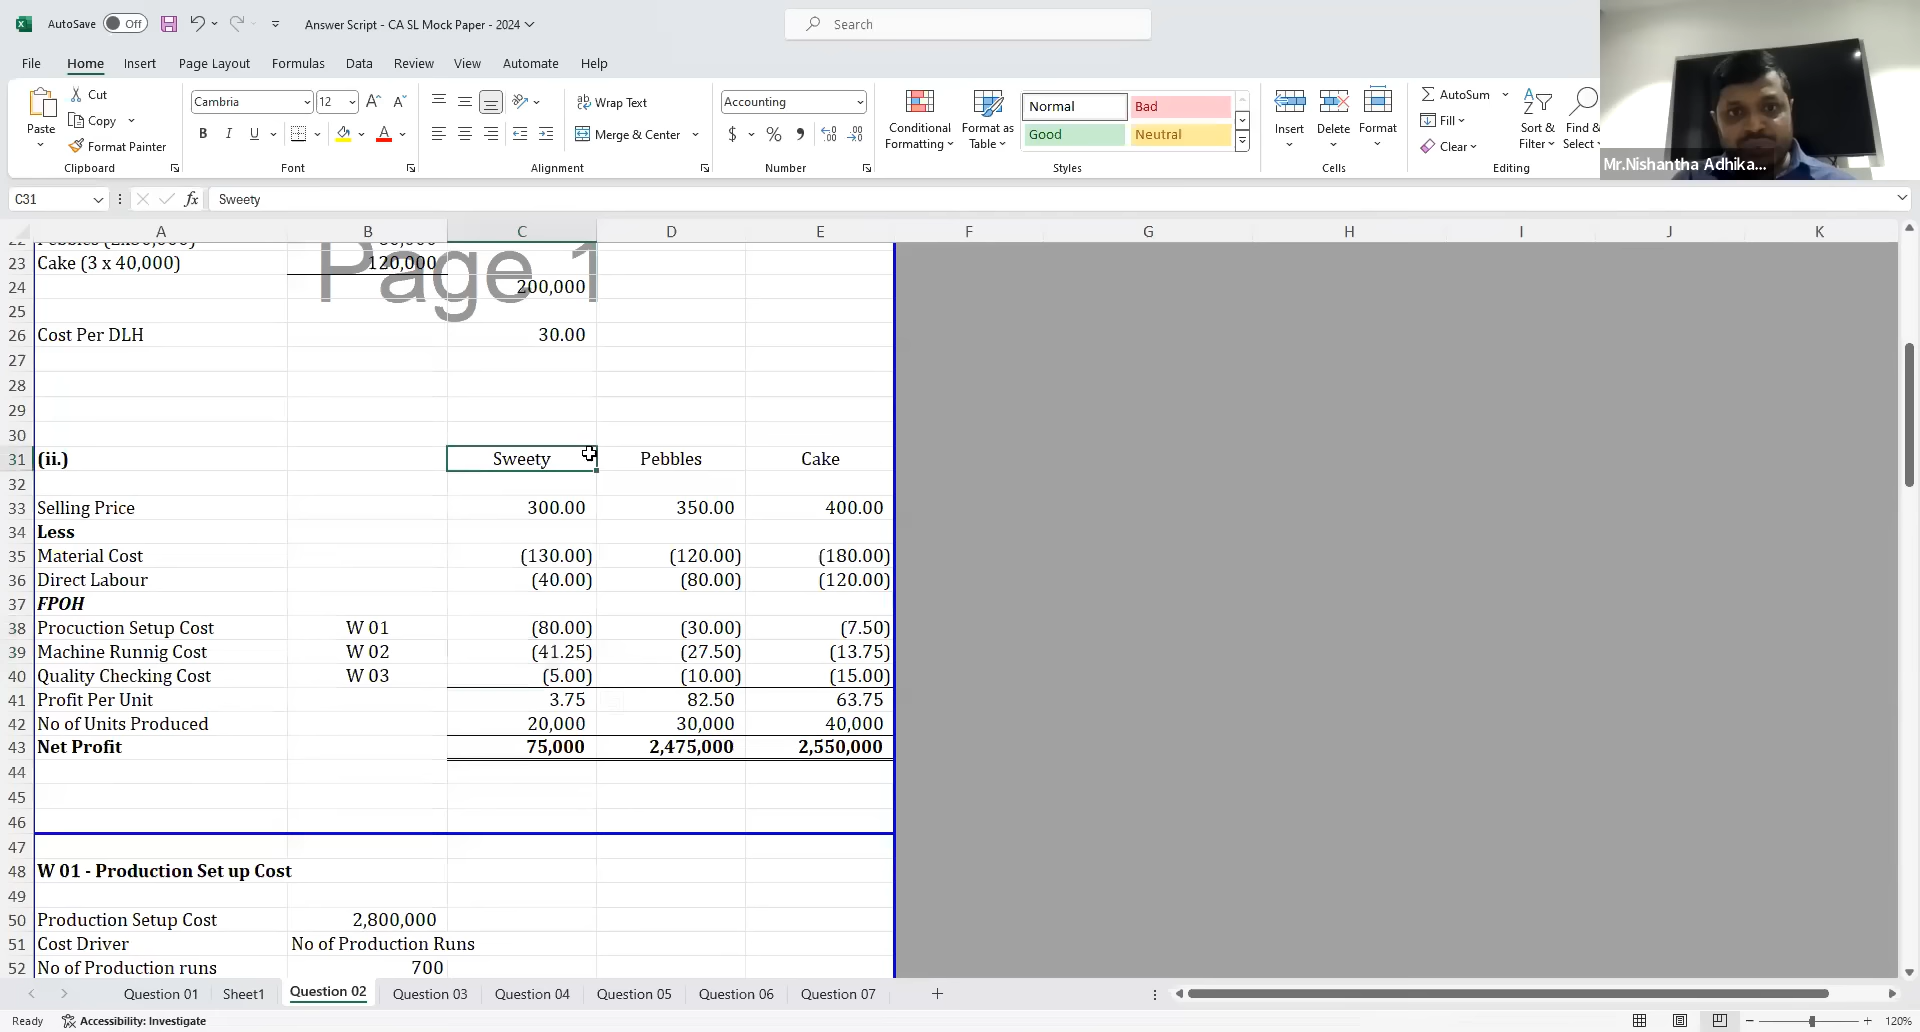 AutoSave Off Answer Script - CA SL Mock Paper - 2024 Search
File Home Insert Page Layout Formulas Data Review View Automate Help
Paste Cut Copy Format Painter Clipboard
Cambria 12 B I U Font
Wrap Text Merge & Center Alignment
Accounting $ % Number
Conditional Formatting Format as Table Normal Bad Good Neutral Styles
Insert Delete Format Cells
AutoSum Fill Clear Sort & Filter Find & Select Editing
Mr.Nishantha Adhika...
C31 fx Sweety
A B C D E F G H I J K
Page 1
23 Cake (3 x 40,000) 120,000
24 200,000
25
26 Cost Per DLH 30.00
27
28
29
30
31 (ii.) Sweety Pebbles Cake
32
33 Selling Price 300.00 350.00 400.00
34 Less
35 Material Cost (130.00) (120.00) (180.00)
36 Direct Labour (40.00) (80.00) (120.00)
37 FPOH
38 Procuction Setup Cost W 01 (80.00) (30.00) (7.50)
39 Machine Runnig Cost W 02 (41.25) (27.50) (13.75)
40 Quality Checking Cost W 03 (5.00) (10.00) (15.00)
41 Profit Per Unit 3.75 82.50 63.75
42 No of Units Produced 20,000 30,000 40,000
43 Net Profit 75,000 2,475,000 2,550,000
44
45
46
47
48 W 01 - Production Set up Cost
49
50 Production Setup Cost 2,800,000
51 Cost Driver No of Production Runs
52 No of Production runs 700
Question 01 Sheet1 Question 02 Question 03 Question 04 Question 05 Question 06 Question 07
Ready Accessibility: Investigate 120%